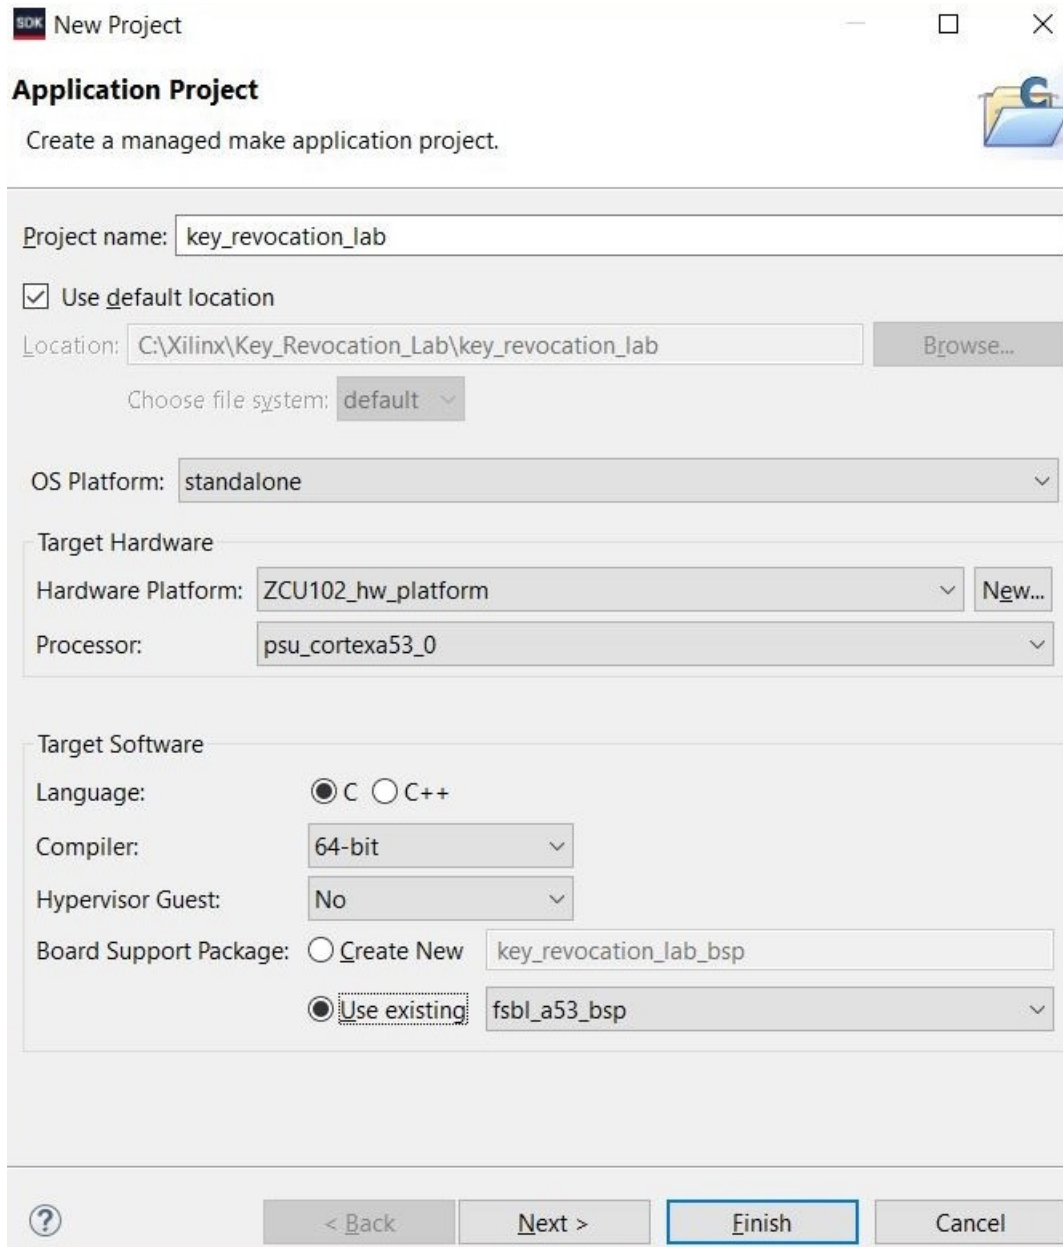 SDK New Project
Application Project
Create a managed make application project.
Project name: key_revocation_lab
Use default location
Location: C:\Xilinx\Key_Revocation_Lab\key_revocation_lab Browse...
Choose file system: default
OS Platform: standalone
Target Hardware
Hardware Platform: ZCU102_hw_platform New...
Processor: psu_cortexa53_0
Target Software
Language: C C++
Compiler: 64-bit
Hypervisor Guest: No
Board Support Package: Create New key_revocation_lab_bsp
Use existing fsbl_a53_bsp
? < Back Next > Finish Cancel